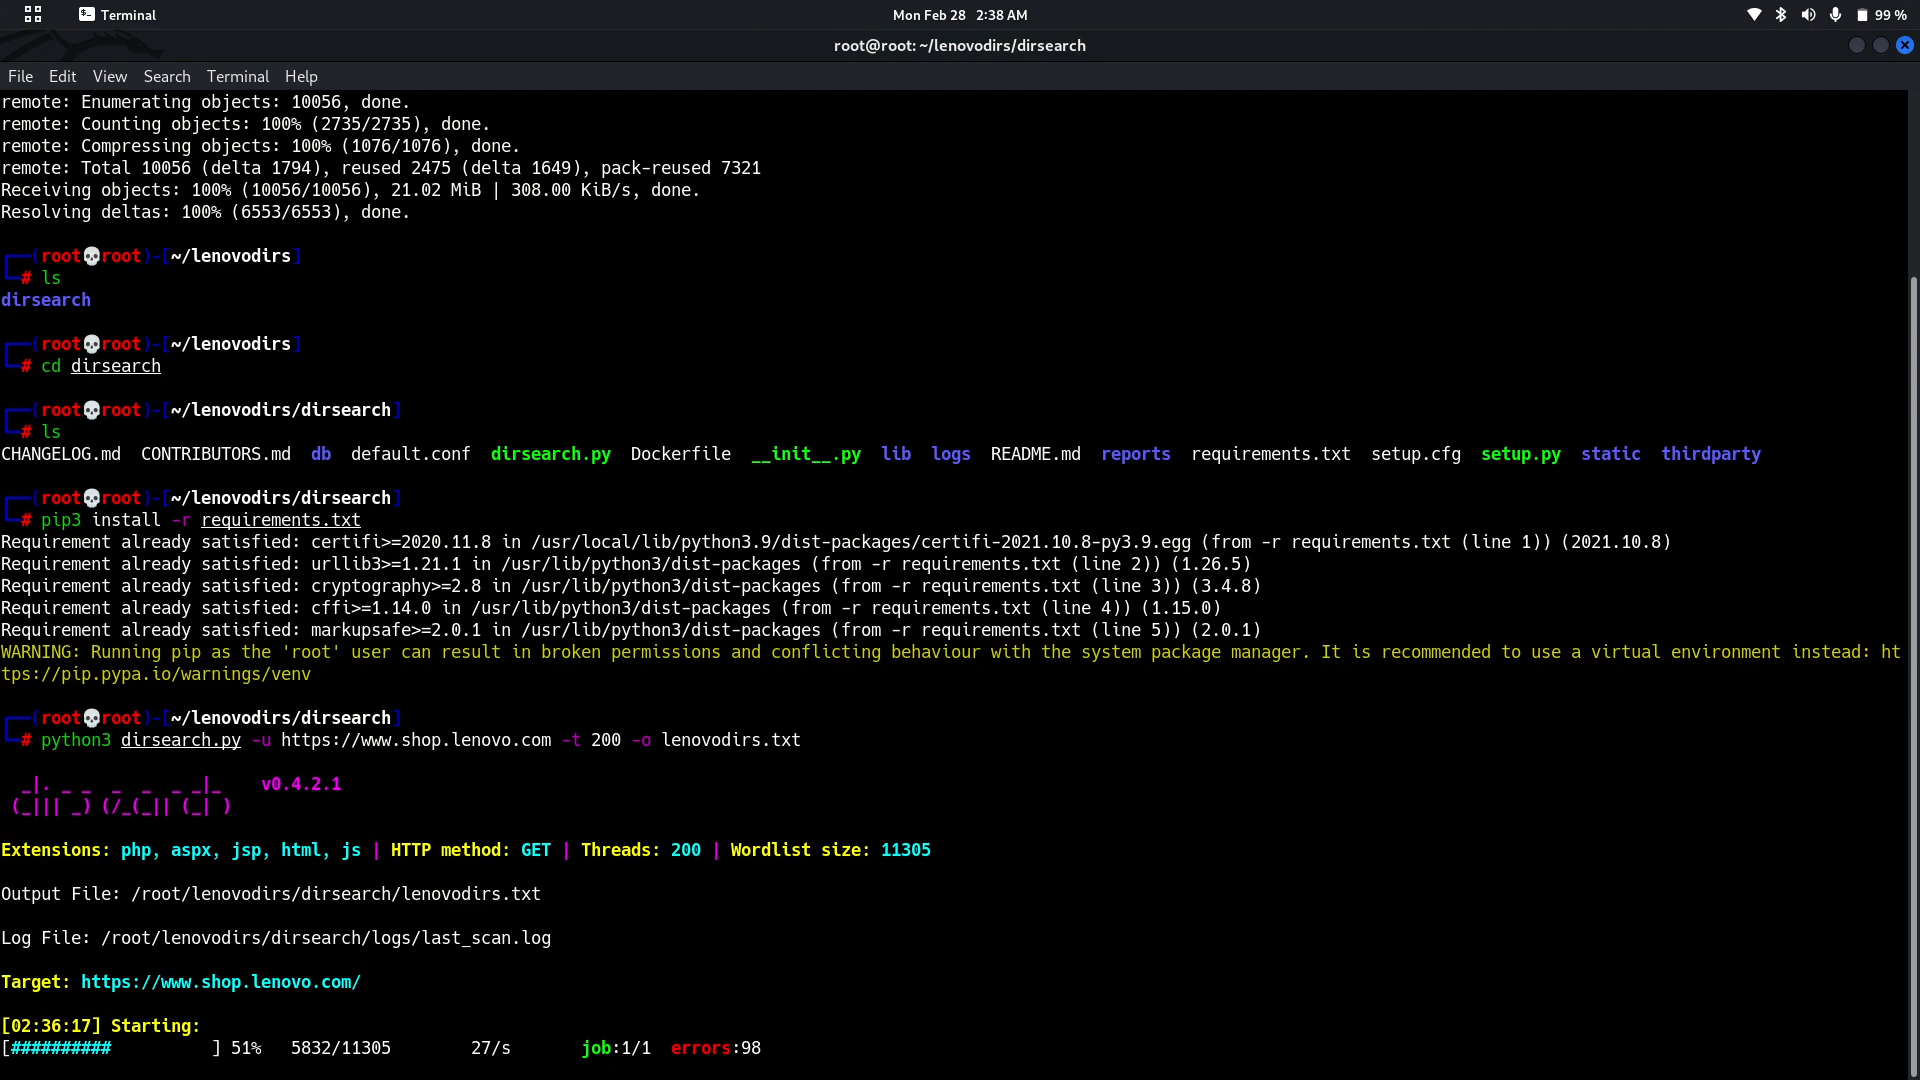 Terminal
Mon Feb 28 2:38 AM
99 %
root@root: ~/lenovodirs/dirsearch
File Edit View Search Terminal Help
remote: Enumerating objects: 10056, done.
remote: Counting objects: 100% (2735/2735), done.
remote: Compressing objects: 100% (1076/1076), done.
remote: Total 10056 (delta 1794), reused 2475 (delta 1649), pack-reused 7321
Receiving objects: 100% (10056/10056), 21.02 MiB | 308.00 KiB/s, done.
Resolving deltas: 100% (6553/6553), done.
┌──(root💀root)-[~/lenovodirs]
└─# ls
dirsearch
┌──(root💀root)-[~/lenovodirs]
└─# cd dirsearch
┌──(root💀root)-[~/lenovodirs/dirsearch]
└─# ls
CHANGELOG.md CONTRIBUTORS.md db default.conf dirsearch.py Dockerfile __init__.py lib logs README.md reports requirements.txt setup.cfg setup.py static thirdparty
┌──(root💀root)-[~/lenovodirs/dirsearch]
└─# pip3 install -r requirements.txt
Requirement already satisfied: certifi>=2020.11.8 in /usr/local/lib/python3.9/dist-packages/certifi-2021.10.8-py3.9.egg (from -r requirements.txt (line 1)) (2021.10.8)
Requirement already satisfied: urllib3>=1.21.1 in /usr/lib/python3/dist-packages (from -r requirements.txt (line 2)) (1.26.5)
Requirement already satisfied: cryptography>=2.8 in /usr/lib/python3/dist-packages (from -r requirements.txt (line 3)) (3.4.8)
Requirement already satisfied: cffi>=1.14.0 in /usr/lib/python3/dist-packages (from -r requirements.txt (line 4)) (1.15.0)
Requirement already satisfied: markupsafe>=2.0.1 in /usr/lib/python3/dist-packages (from -r requirements.txt (line 5)) (2.0.1)
WARNING: Running pip as the 'root' user can result in broken permissions and conflicting behaviour with the system package manager. It is recommended to use a virtual environment instead: ht
tps://pip.pypa.io/warnings/venv
┌──(root💀root)-[~/lenovodirs/dirsearch]
└─# python3 dirsearch.py -u https://www.shop.lenovo.com -t 200 -o lenovodirs.txt
  _|. _ _  _  _  _ _|_    v0.4.2.1
 (_||| _) (/_(_|| (_| )
Extensions: php, aspx, jsp, html, js | HTTP method: GET | Threads: 200 | Wordlist size: 11305
Output File: /root/lenovodirs/dirsearch/lenovodirs.txt
Log File: /root/lenovodirs/dirsearch/logs/last_scan.log
Target: https://www.shop.lenovo.com/
[02:36:17] Starting:
[##########          ] 51%   5832/11305        27/s       job:1/1  errors:98